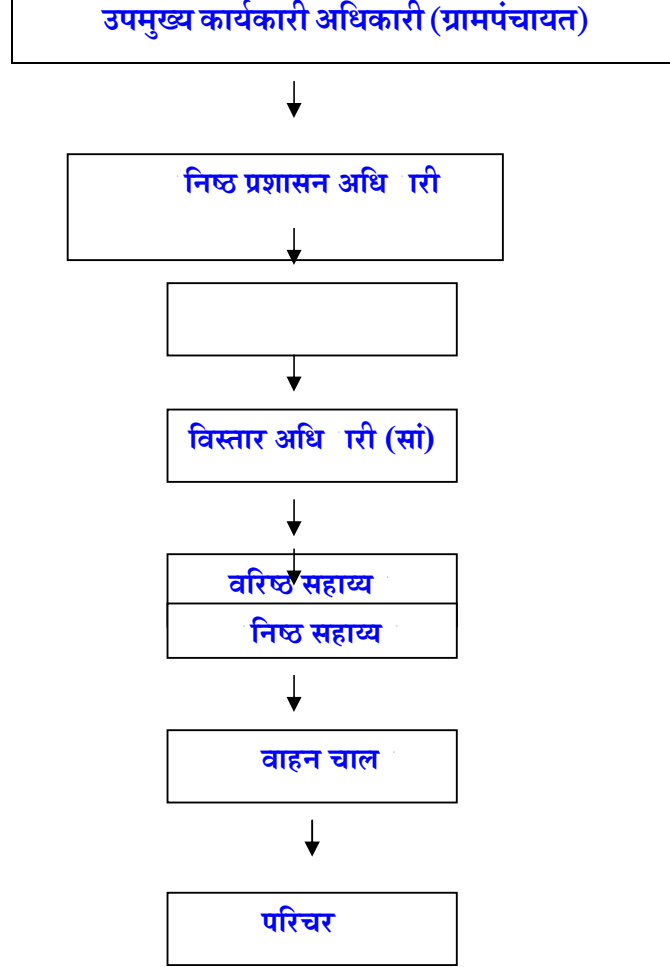 उपमुख्य कार्यकारी अधिकारी (ग्रामपंचायत)
निष्ठ प्रशासन अधि ारी
विस्तार अधि ारी (सां)
वरिष्ठ सहाय्य
निष्ठ सहाय्य
वाहन चाल
परिचर